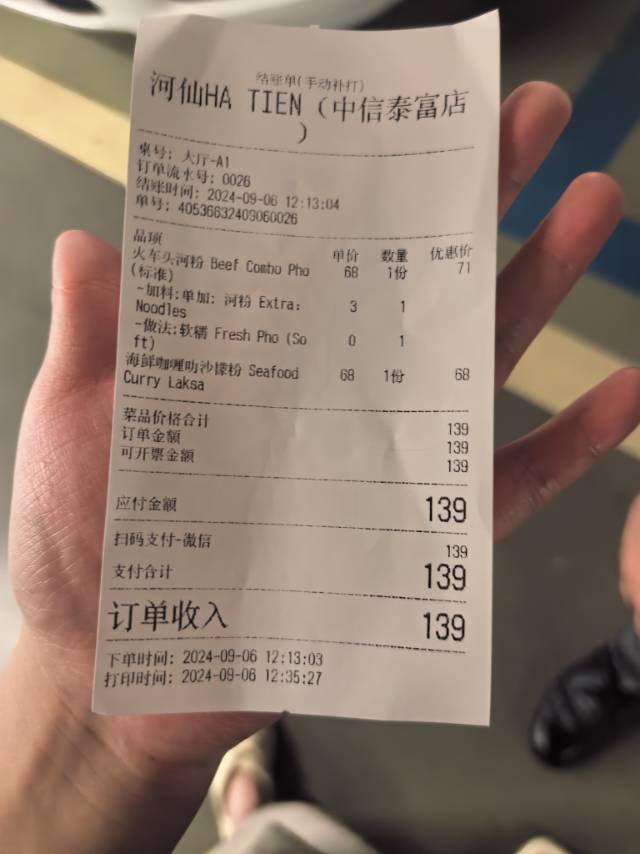 结账单(手动补打)
河仙HA TIEN（中信泰富店
）
桌号: 大厅-A1
订单流水号: 0026
结账时间: 2024-09-06 12:13:04
单号: 40536632409060026
品项 单价 数量 优惠价
火车头河粉 Beef Combo Pho 68 1份 71
(标准)
-加料:单加: 河粉 Extra: 3 1
Noodles
-做法:软糯 Fresh Pho (So 0 1
ft)
海鲜咖喱叻沙檬粉 Seafood 68 1份 68
Curry Laksa
菜品价格合计 139
订单金额 139
可开票金额 139
应付金额 139
扫码支付-微信 139
支付合计 139
订单收入 139
下单时间: 2024-09-06 12:13:03
打印时间: 2024-09-06 12:35:27